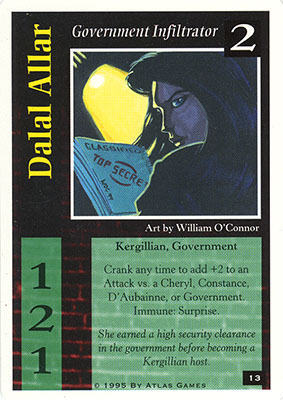 Government Infiltrator
2
Dalal Allar
CLASSIFIED
TOP SECRE
Art by William O'Connor
Kergillian, Government
Crank any time to add +2 to an
Attack vs. a Cheryl, Constance,
D'Aubainne, or Government.
Immune: Surprise.
She earned a high security clearance
in the government before becoming a
Kergillian host.
1
2
1
13
© 1995 By Atlas Games